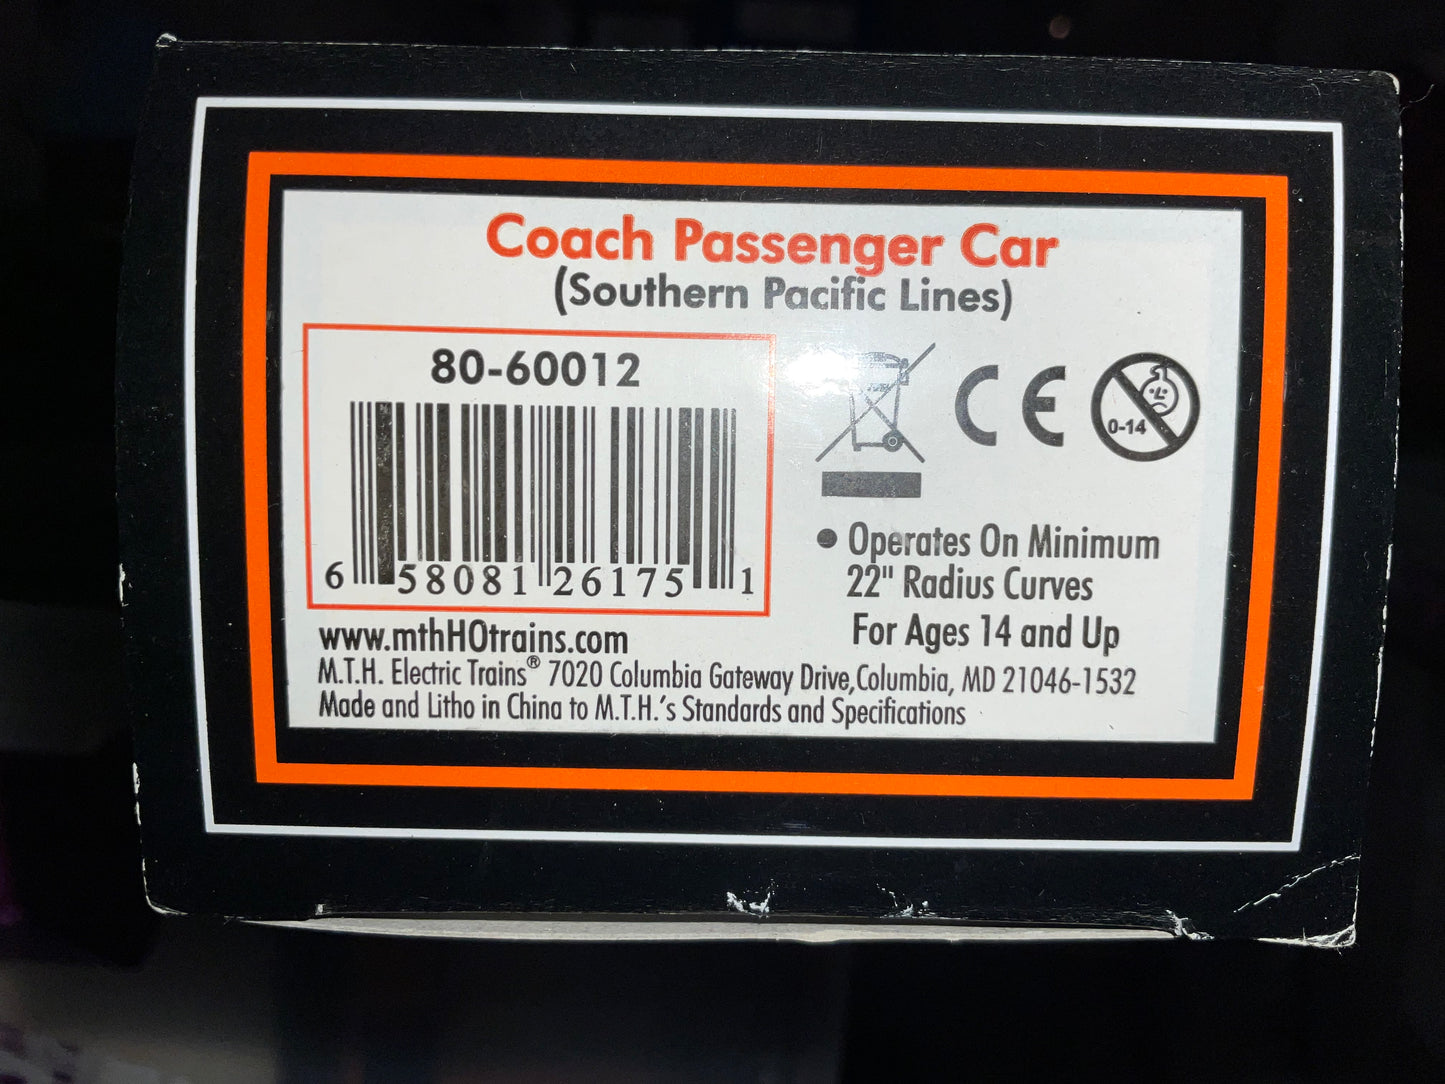 Coach Passenger Car
(Southern Pacific Lines)
80-60012
6 58081 26175 1
CE
0-14
• Operates On Minimum
22" Radius Curves
For Ages 14 and Up
www.mthHOtrains.com
M.T.H. Electric Trains® 7020 Columbia Gateway Drive,Columbia, MD 21046-1532
Made and Litho in China to M.T.H.'s Standards and Specifications